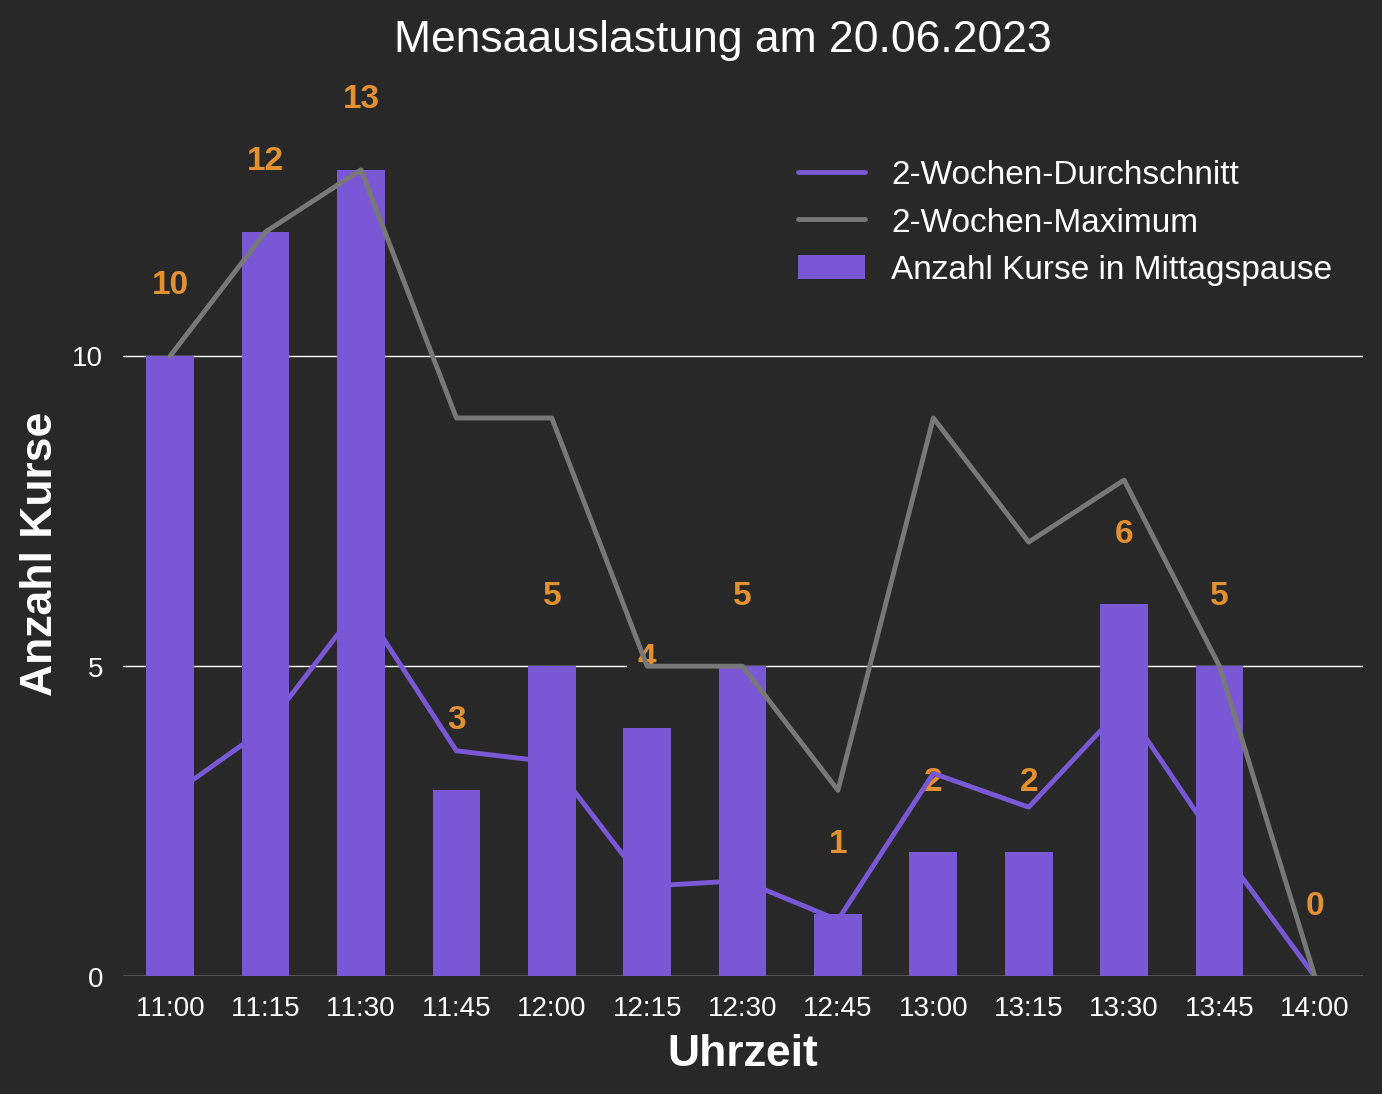 Mensaauslastung am 20.06.2023
13
12
10
2-Wochen-Durchschnitt
2-Wochen-Maximum
Anzahl Kurse in Mittagspause
10
Anzahl Kurse
6
5
5
5
4
5
3
2
2
1
0
0
11:00 11:15 11:30 11:45 12:00 12:15 12:30 12:45 13:00 13:15 13:30 13:45 14:00
Uhrzeit